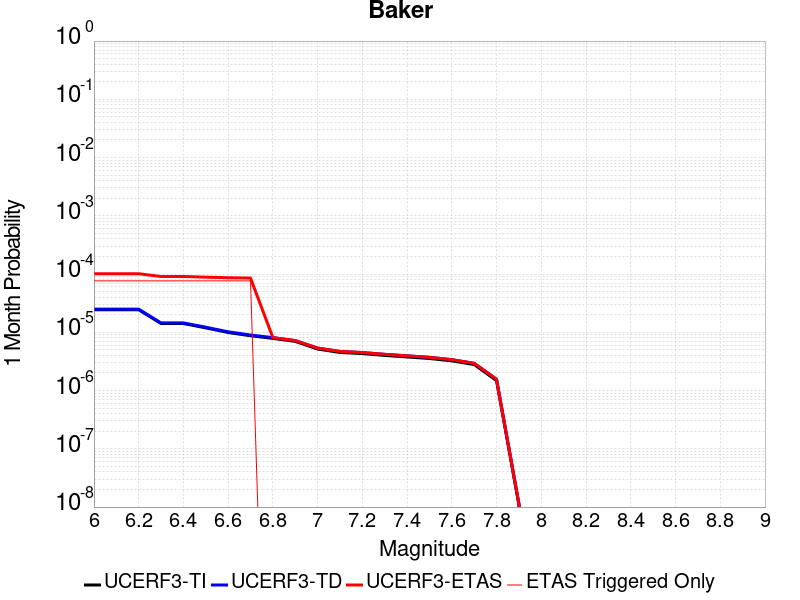 Baker
10^0
10^-1
10^-2
10^-3
10^-4
10^-5
10^-6
10^-7
10^-8
1 Month Probability
6 6.2 6.4 6.6 6.8 7 7.2 7.4 7.6 7.8 8 8.2 8.4 8.6 8.8 9
Magnitude
UCERF3-TI UCERF3-TD UCERF3-ETAS ETAS Triggered Only